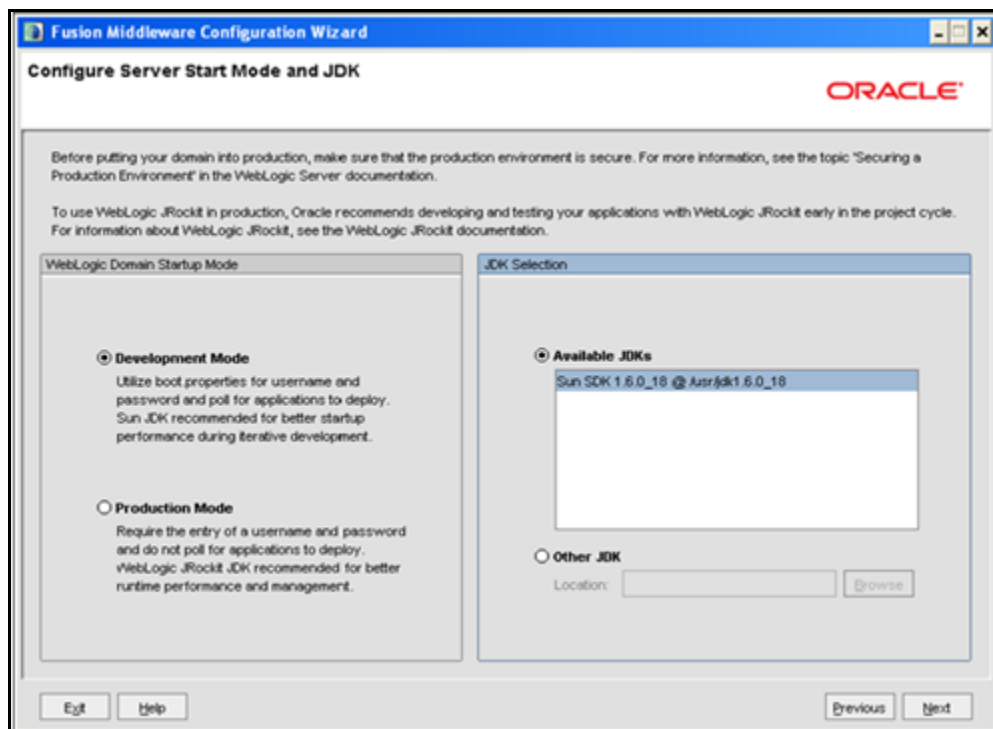 Fusion Middleware Configuration Wizard
Configure Server Start Mode and JDK
ORACLE
Before putting your domain into production, make sure that the production environment is secure. For more information, see the topic 'Securing a
Production Environment' in the WebLogic Server documentation.
To use WebLogic JRockit in production, Oracle recommends developing and testing your applications with WebLogic JRockit early in the project cycle.
For information about WebLogic JRockit, see the WebLogic JRockit documentation.
WebLogic Domain Startup Mode
Development Mode
Utilize boot.properties for username and
password and poll for applications to deploy.
Sun JDK recommended for better startup
performance during iterative development.
Production Mode
Require the entry of a username and password
and do not poll for applications to deploy.
WebLogic JRockit JDK recommended for better
runtime performance and management.
JDK Selection
Available JDKs
Sun SDK 1.6.0_18 @ /usr/jdk1.6.0_18
Other JDK
Location:
Browse
Exit
Help
Previous
Next